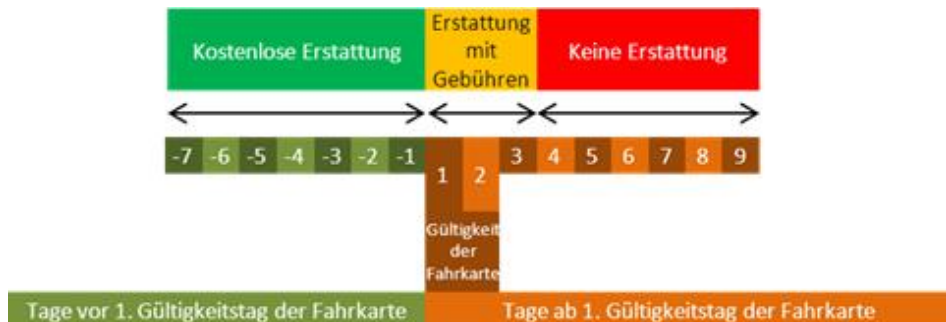 Kostenlose Erstattung
Erstattung
mit
Gebühren
Keine Erstattung
-7 -6 -5 -4 -3 -2 -1 1 2 3 4 5 6 7 8 9
Gültigkeit
der
Fahrkarte
Tage vor 1. Gültigkeitstag der Fahrkarte
Tage ab 1. Gültigkeitstag der Fahrkarte